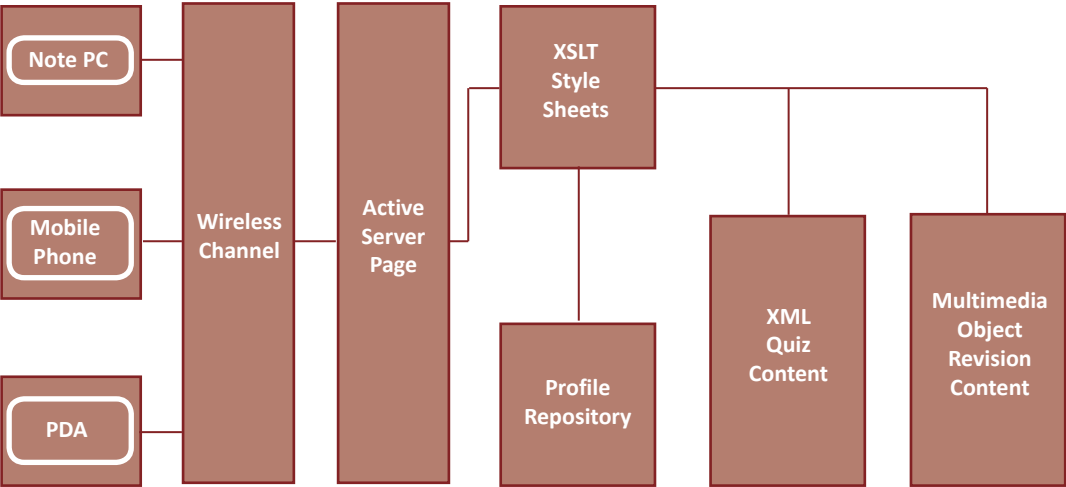 Note PC
Mobile
Phone
PDA
Wireless
Channel
Active
Server
Page
XSLT
Style
Sheets
Profile
Repository
XML
Quiz
Content
Multimedia
Object
Revision
Content